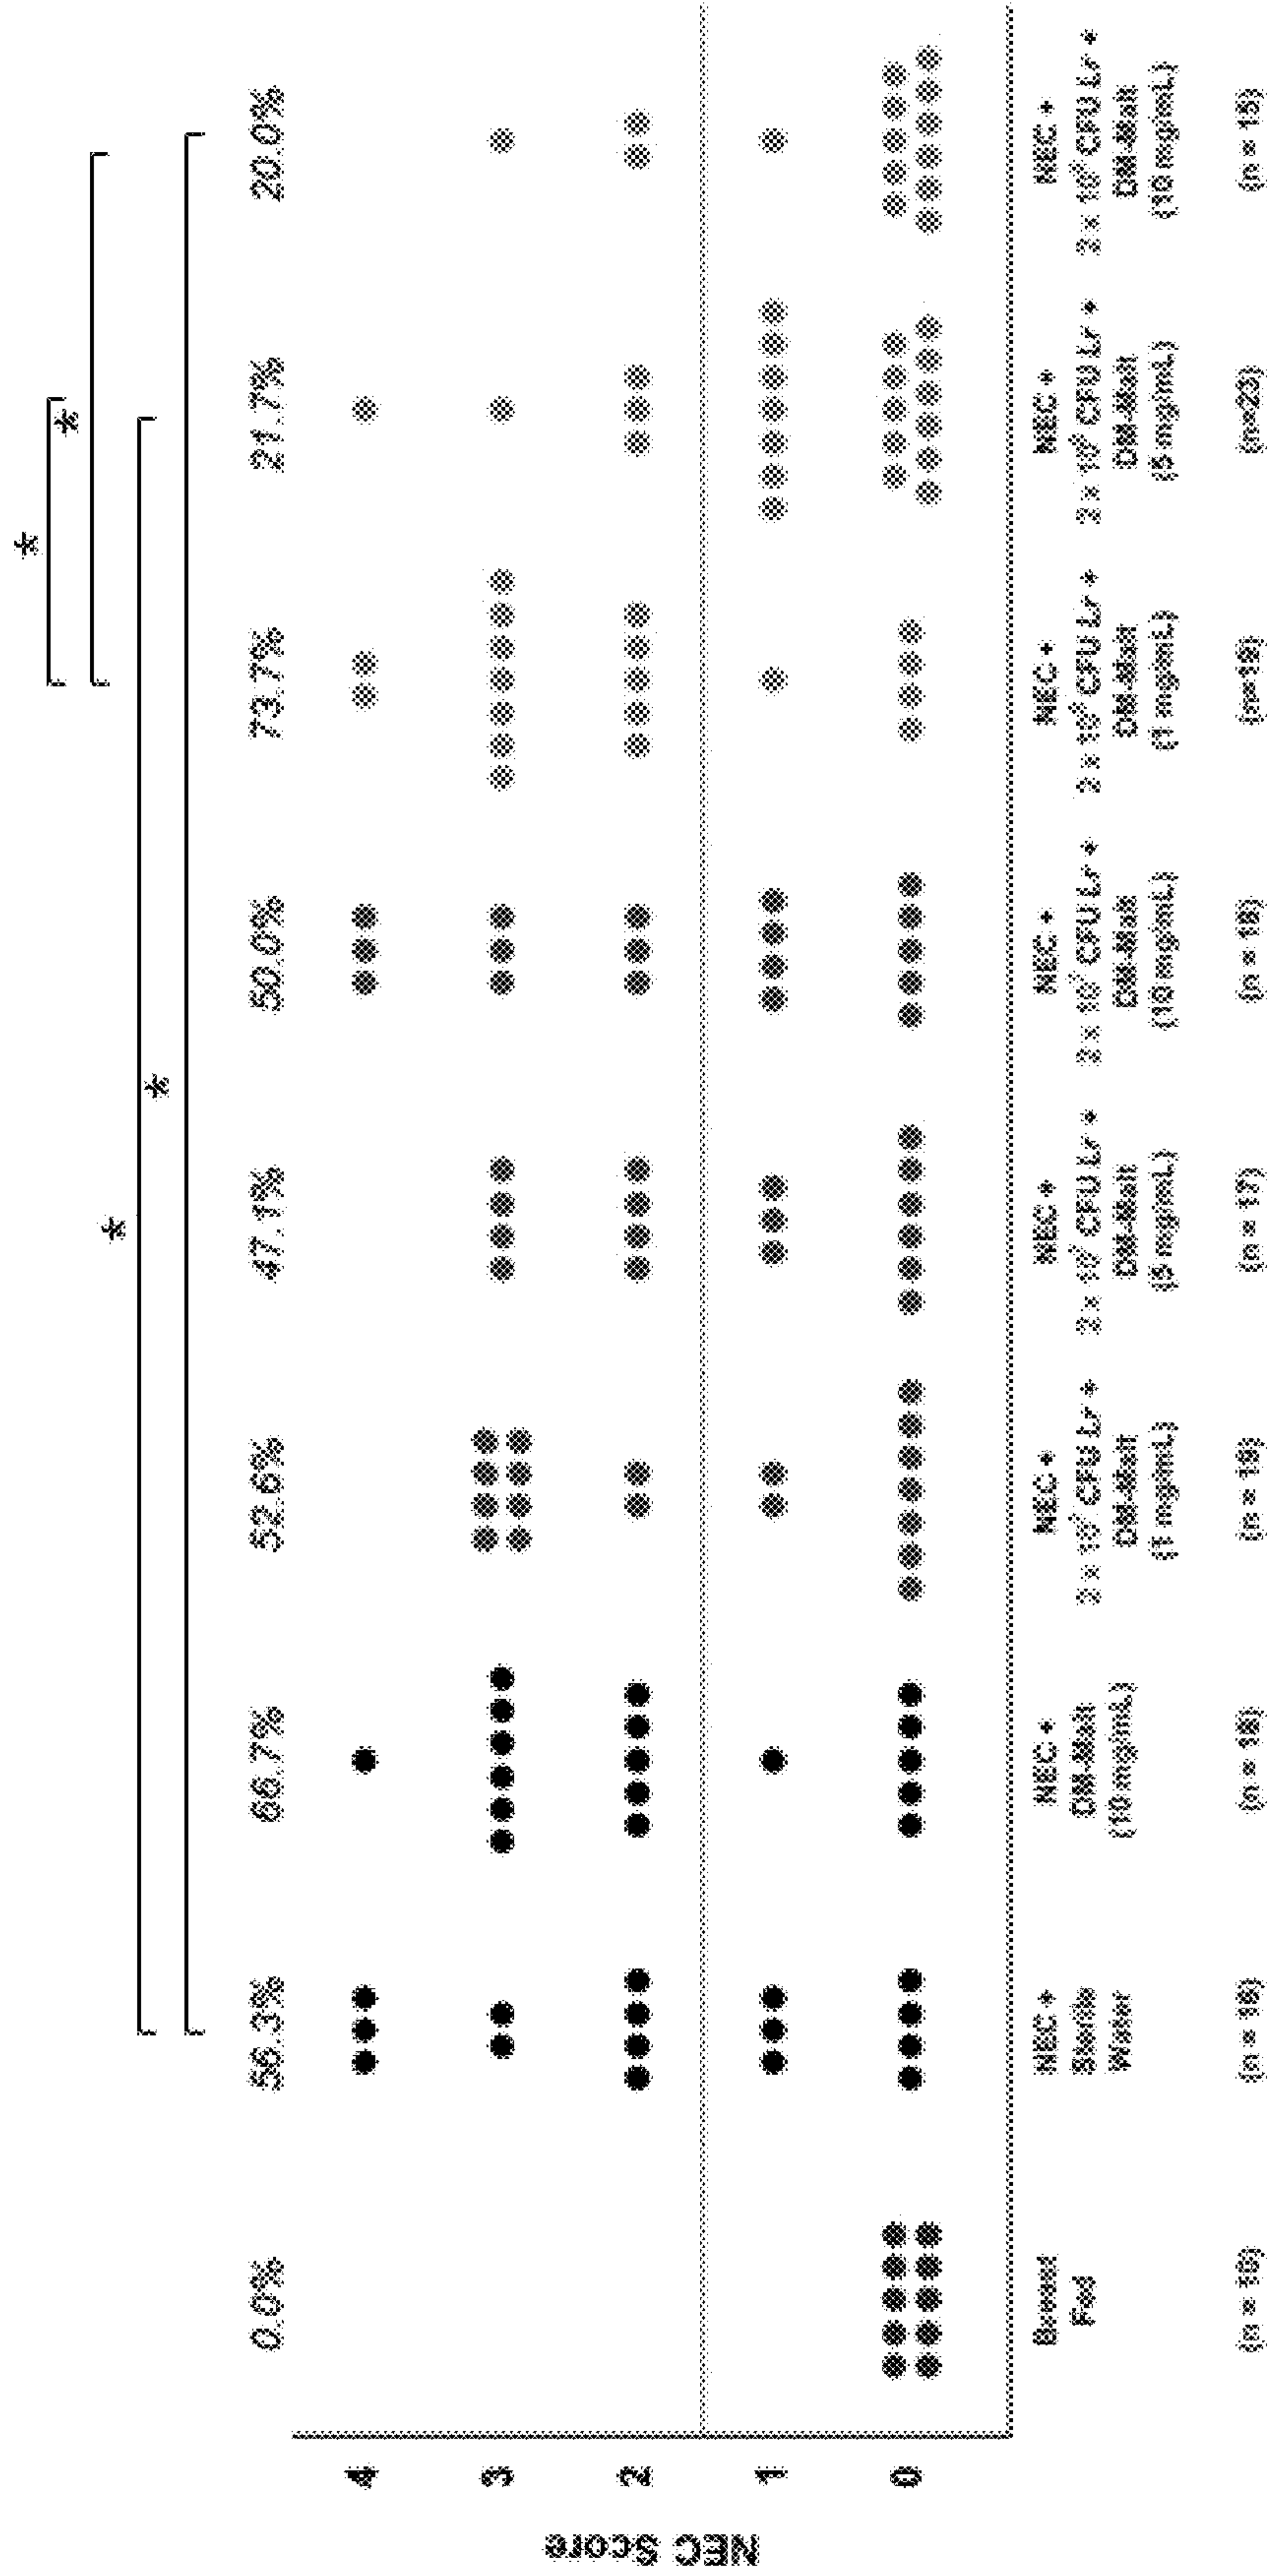 *
*
*
*
0.0%
56.3%
66.7%
52.6%
47.1%
50.0%
73.7%
21.7%
20.0%
NEC Score
4
3
2
1
0
Breast
Fed
(n = 10)
NEC +
Sterile
Water
(n = 16)
NEC +
DM-Malt
(10 mg/mL)
(n = 18)
NEC +
2 x 10⁷ CFU Lr +
DM-Malt
(1 mg/mL)
(n = 19)
NEC +
2 x 10⁷ CFU Lr +
DM-Malt
(5 mg/mL)
(n = 17)
NEC +
2 x 10⁷ CFU Lr +
DM-Malt
(10 mg/mL)
(n = 18)
NEC +
2 x 10⁹ CFU Lr +
DM-Malt
(1 mg/mL)
(n=19)
NEC +
2 x 10⁹ CFU Lr +
DM-Malt
(5 mg/mL)
(n=23)
NEC +
2 x 10⁹ CFU Lr +
DM-Malt
(10 mg/mL)
(n = 15)